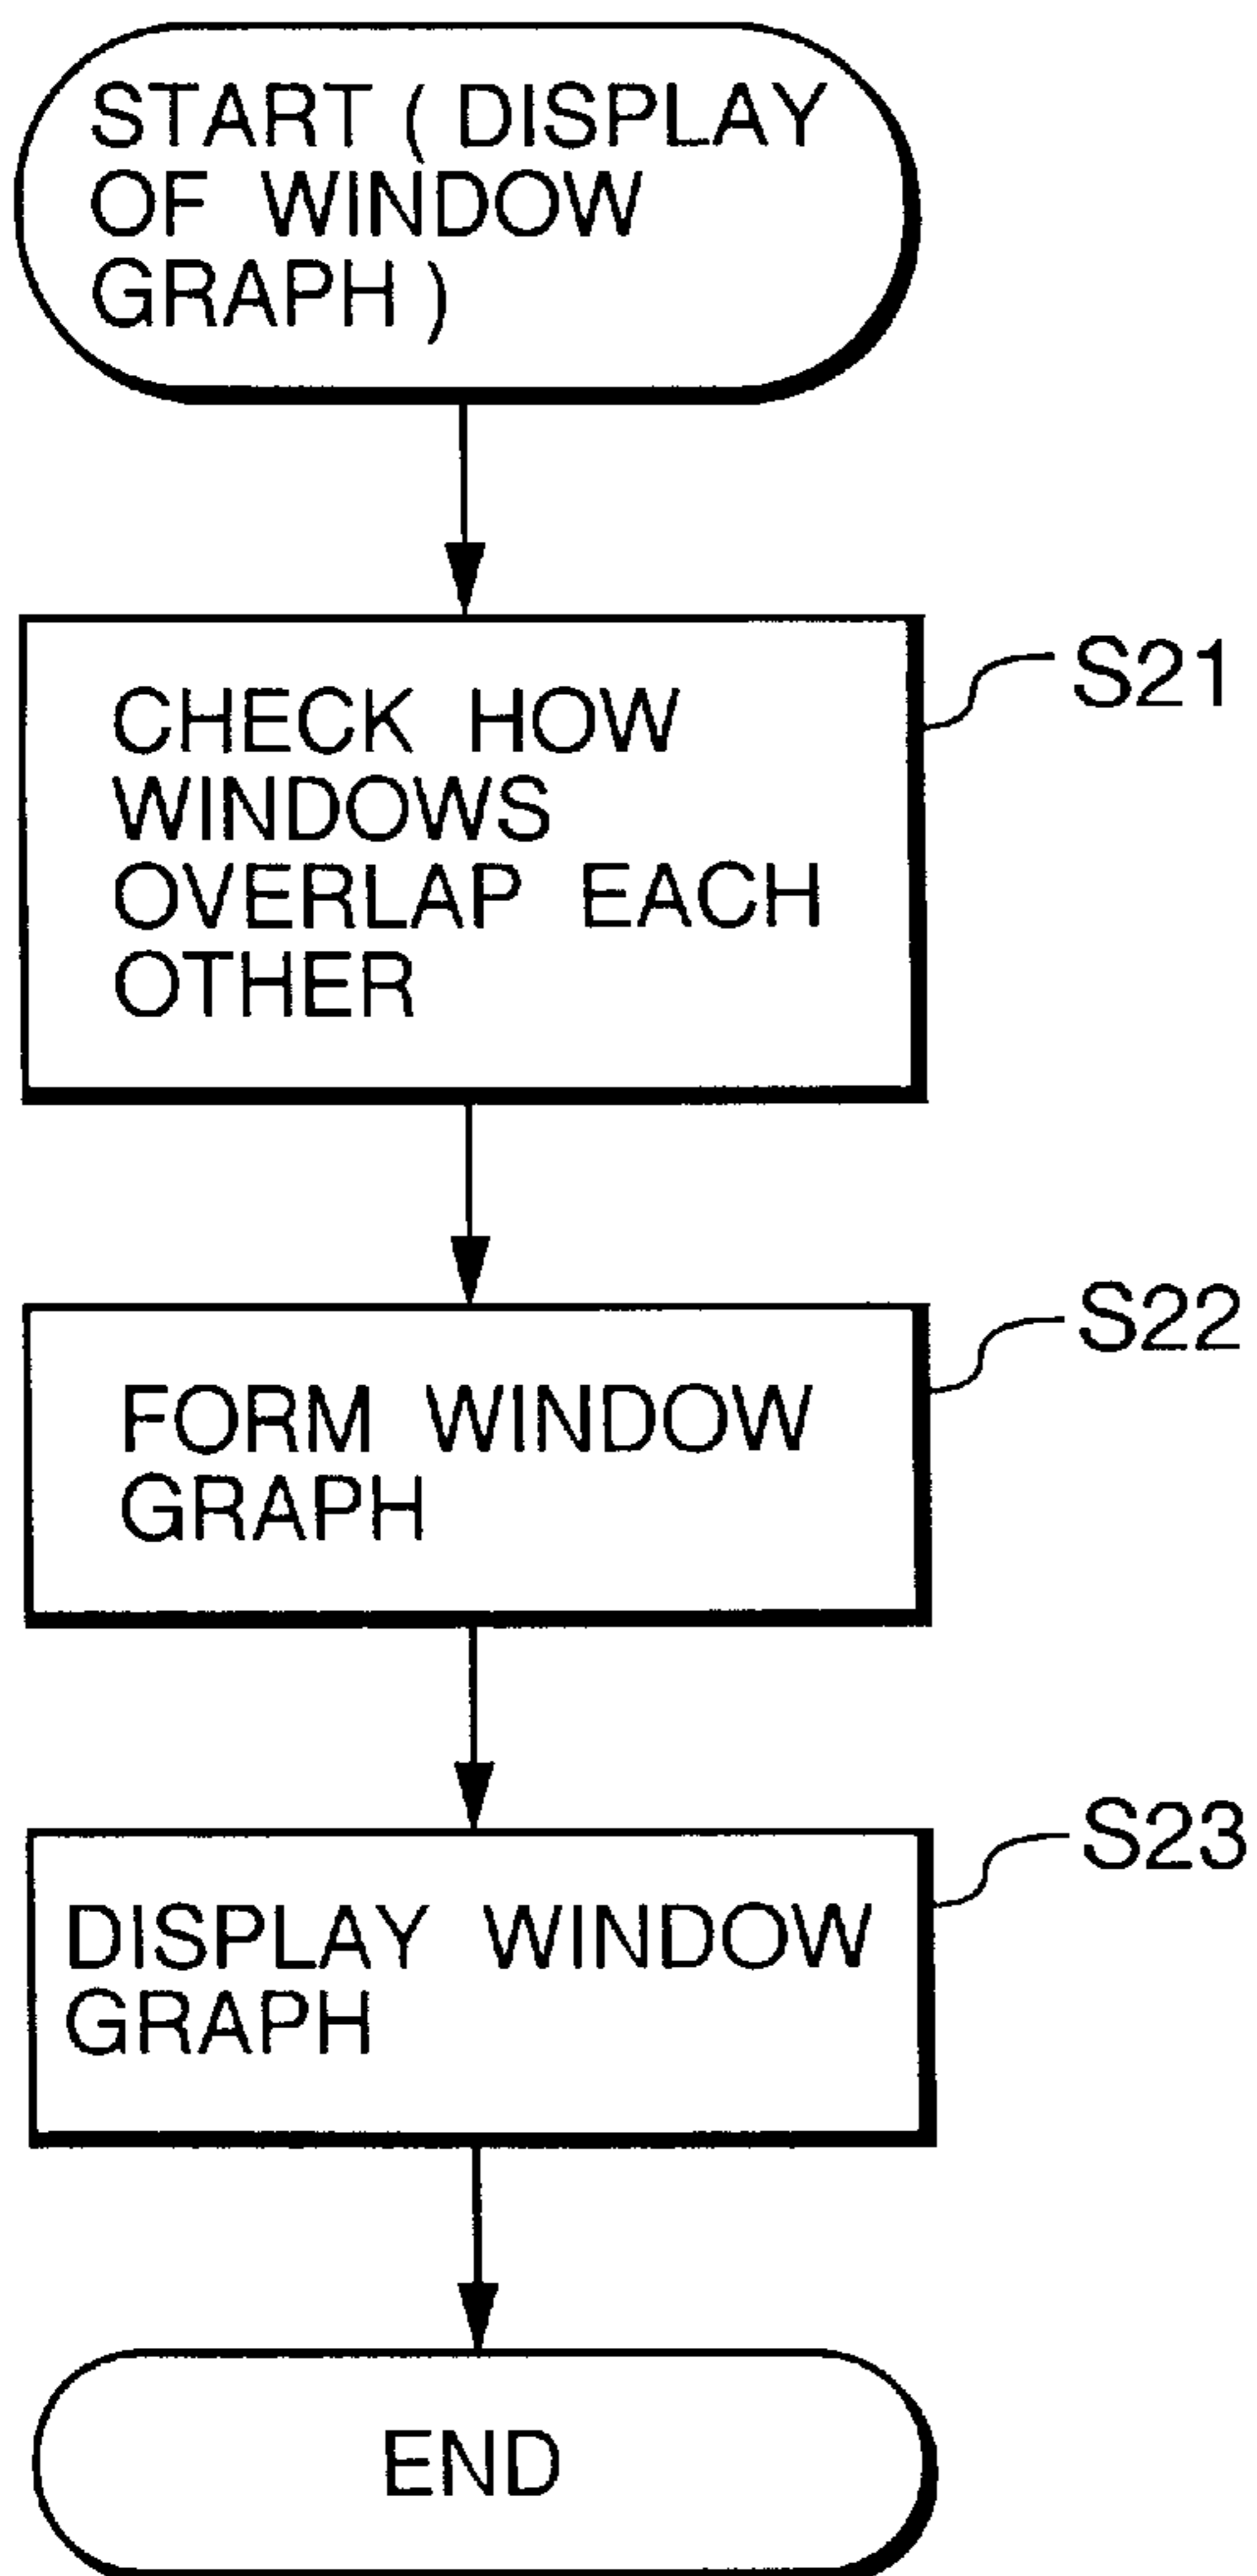 START ( DISPLAY
OF WINDOW
GRAPH )
CHECK HOW
WINDOWS
OVERLAP EACH
OTHER
S21
FORM WINDOW
GRAPH
S22
DISPLAY WINDOW
GRAPH
S23
END